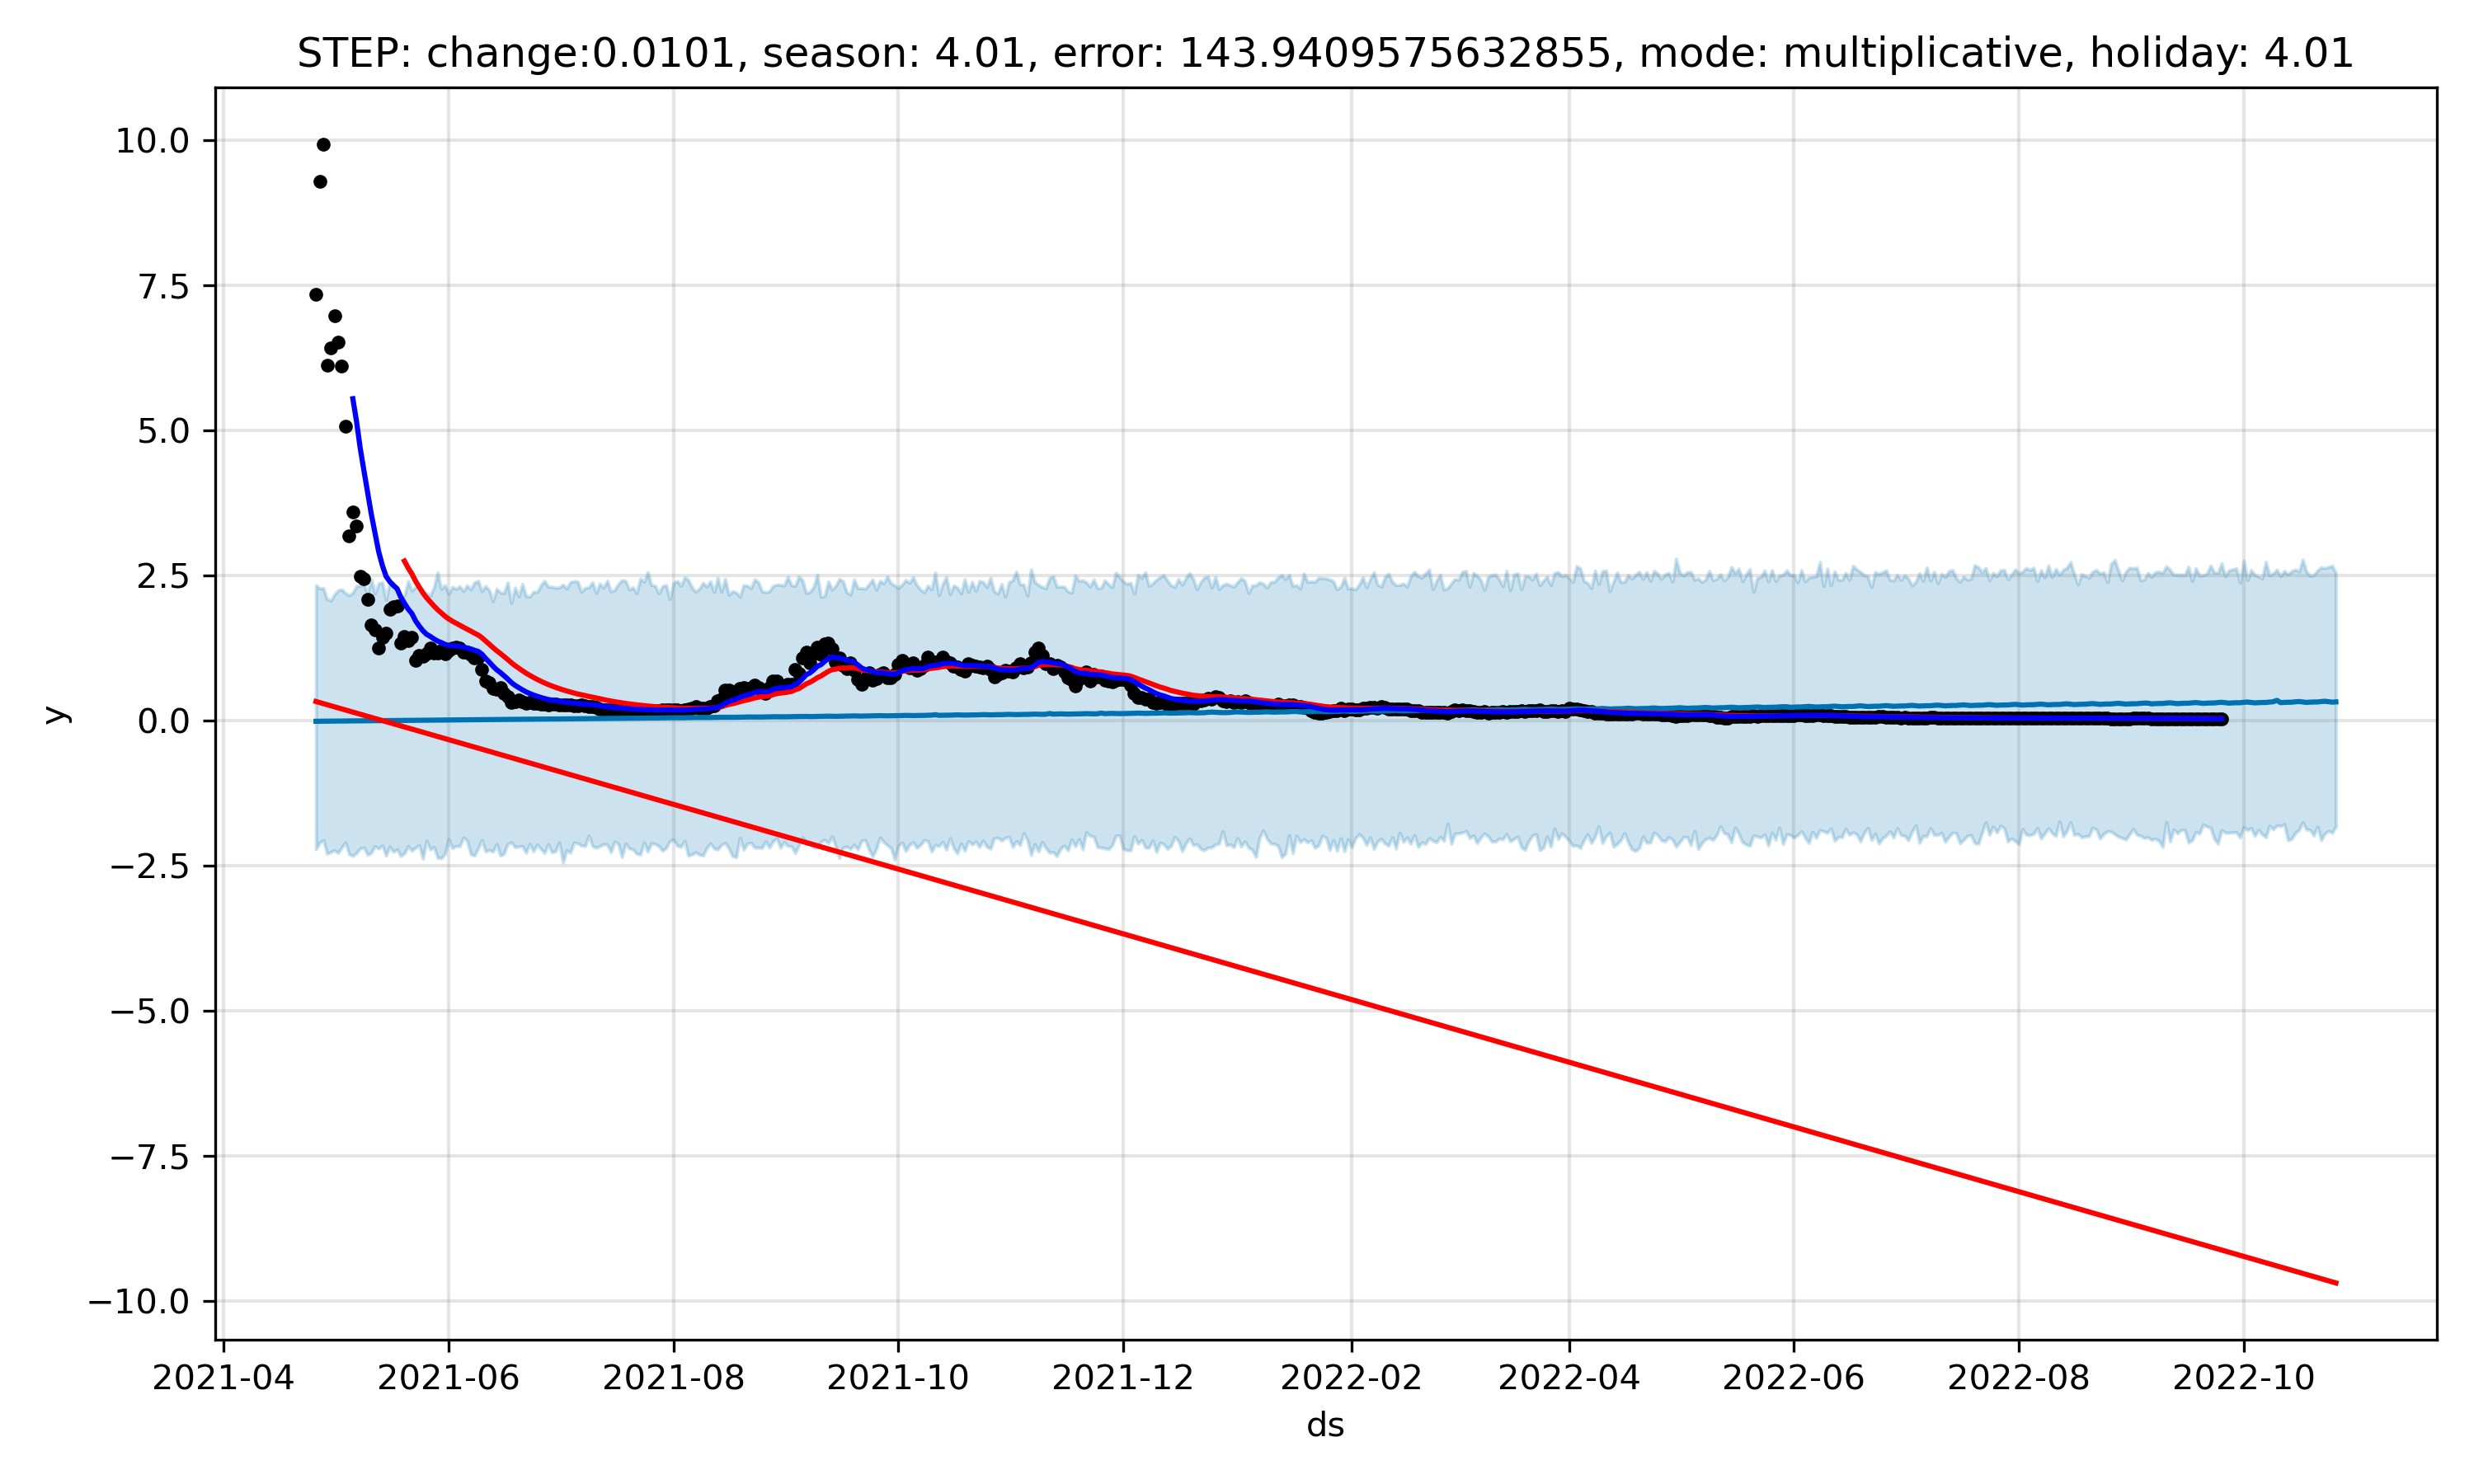 STEP: change:0.0101, season: 4.01, error: 143.9409575632855, mode: multiplicative, holiday: 4.01
10.0
7.5
5.0
2.5
0.0
−2.5
−5.0
−7.5
−10.0
y
2021-04 2021-06 2021-08 2021-10 2021-12 2022-02 2022-04 2022-06 2022-08 2022-10
ds